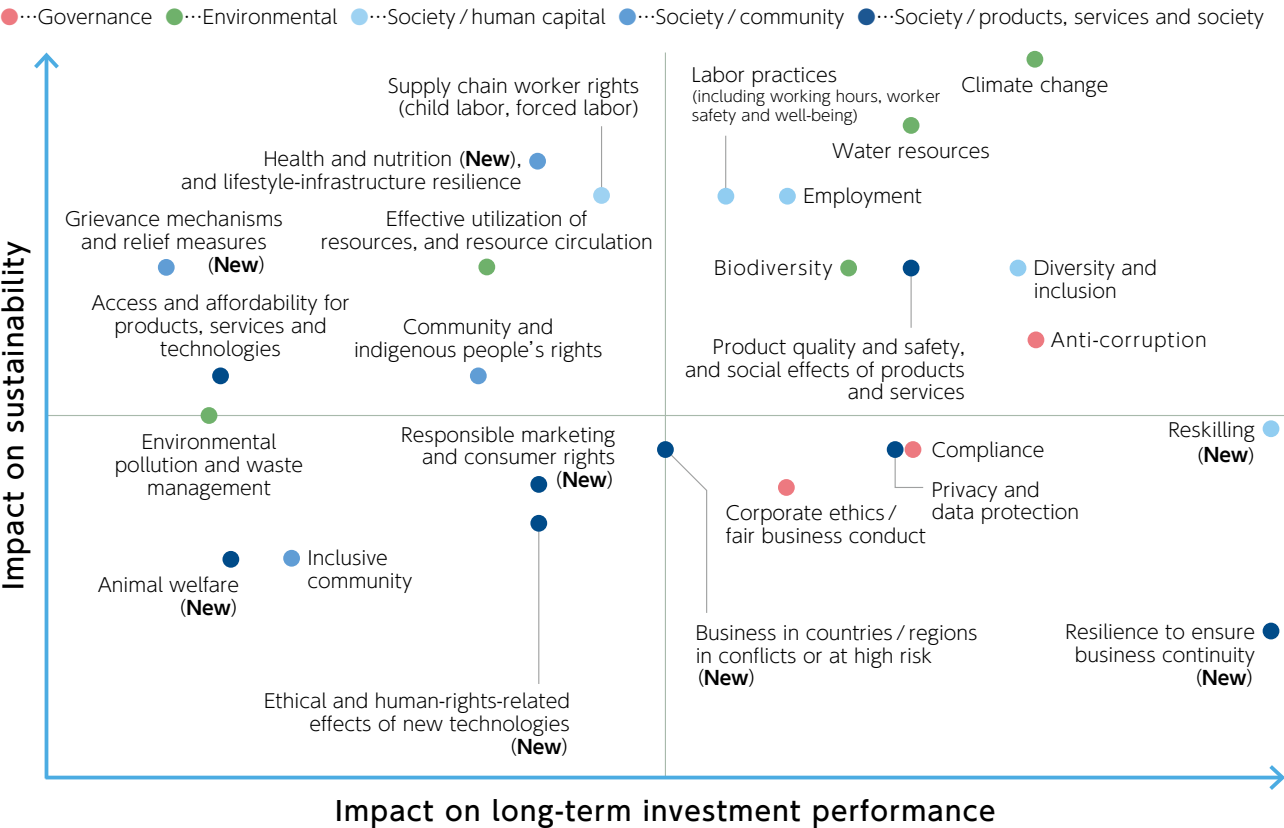 ●…Governance ●…Environmental ●…Society / human capital ●…Society / community ●…Society / products, services and society
Impact on sustainability
Supply chain worker rights
(child labor, forced labor)
Health and nutrition (New),
and lifestyle-infrastructure resilience
Grievance mechanisms
and relief measures
(New)
Effective utilization of
resources, and resource circulation
Access and affordability for
products, services and
technologies
Community and
indigenous people's rights
Labor practices
(including working hours, worker
safety and well-being)
Climate change
Water resources
Employment
Biodiversity
Diversity and
inclusion
Product quality and safety,
and social effects of products
and services
Anti-corruption
Environmental
pollution and waste
management
Responsible marketing
and consumer rights
(New)
Animal welfare
(New)
Inclusive
community
Ethical and human-rights-related
effects of new technologies
(New)
Reskilling
(New)
Compliance
Privacy and
data protection
Corporate ethics /
fair business conduct
Business in countries / regions
in conflicts or at high risk
(New)
Resilience to ensure
business continuity
(New)
Impact on long-term investment performance